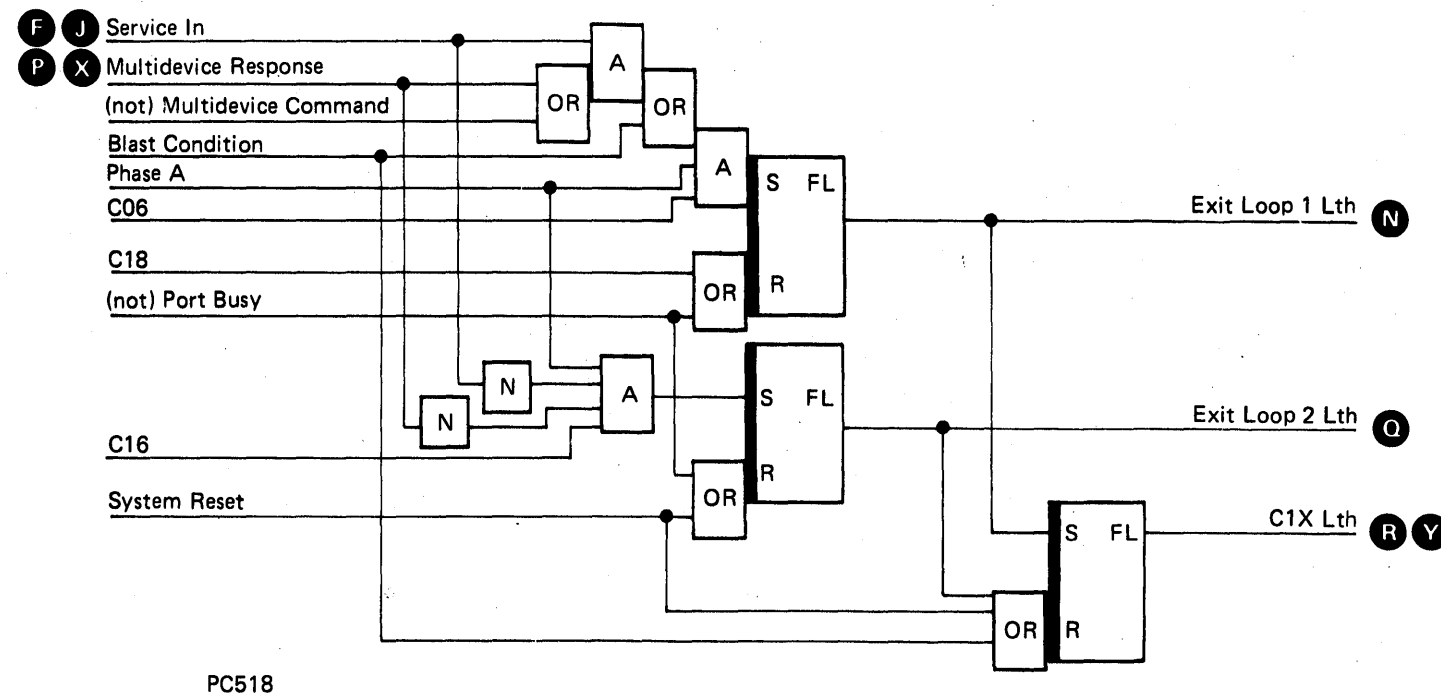 F J Service In
P X Multidevice Response
(not) Multidevice Command
Blast Condition
Phase A
C06
C18
(not) Port Busy
C16
System Reset
A
OR
OR
A
S FL
R
OR
Exit Loop 1 Lth N
N
N
A
S FL
R
OR
Exit Loop 2 Lth Q
S FL
R
OR
C1X Lth R Y
PC518